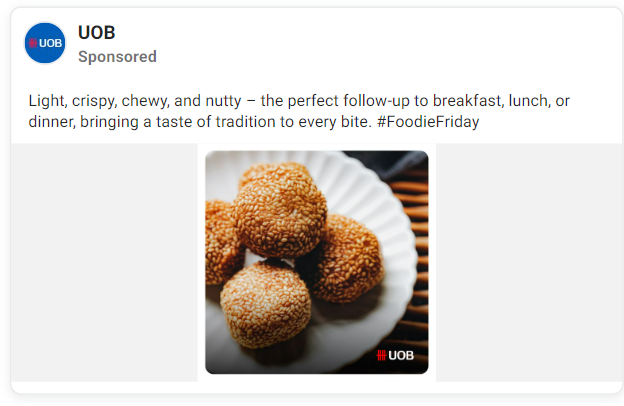 UOB
UOB
Sponsored
Light, crispy, chewy, and nutty – the perfect follow-up to breakfast, lunch, or
dinner, bringing a taste of tradition to every bite. #FoodieFriday
UOB